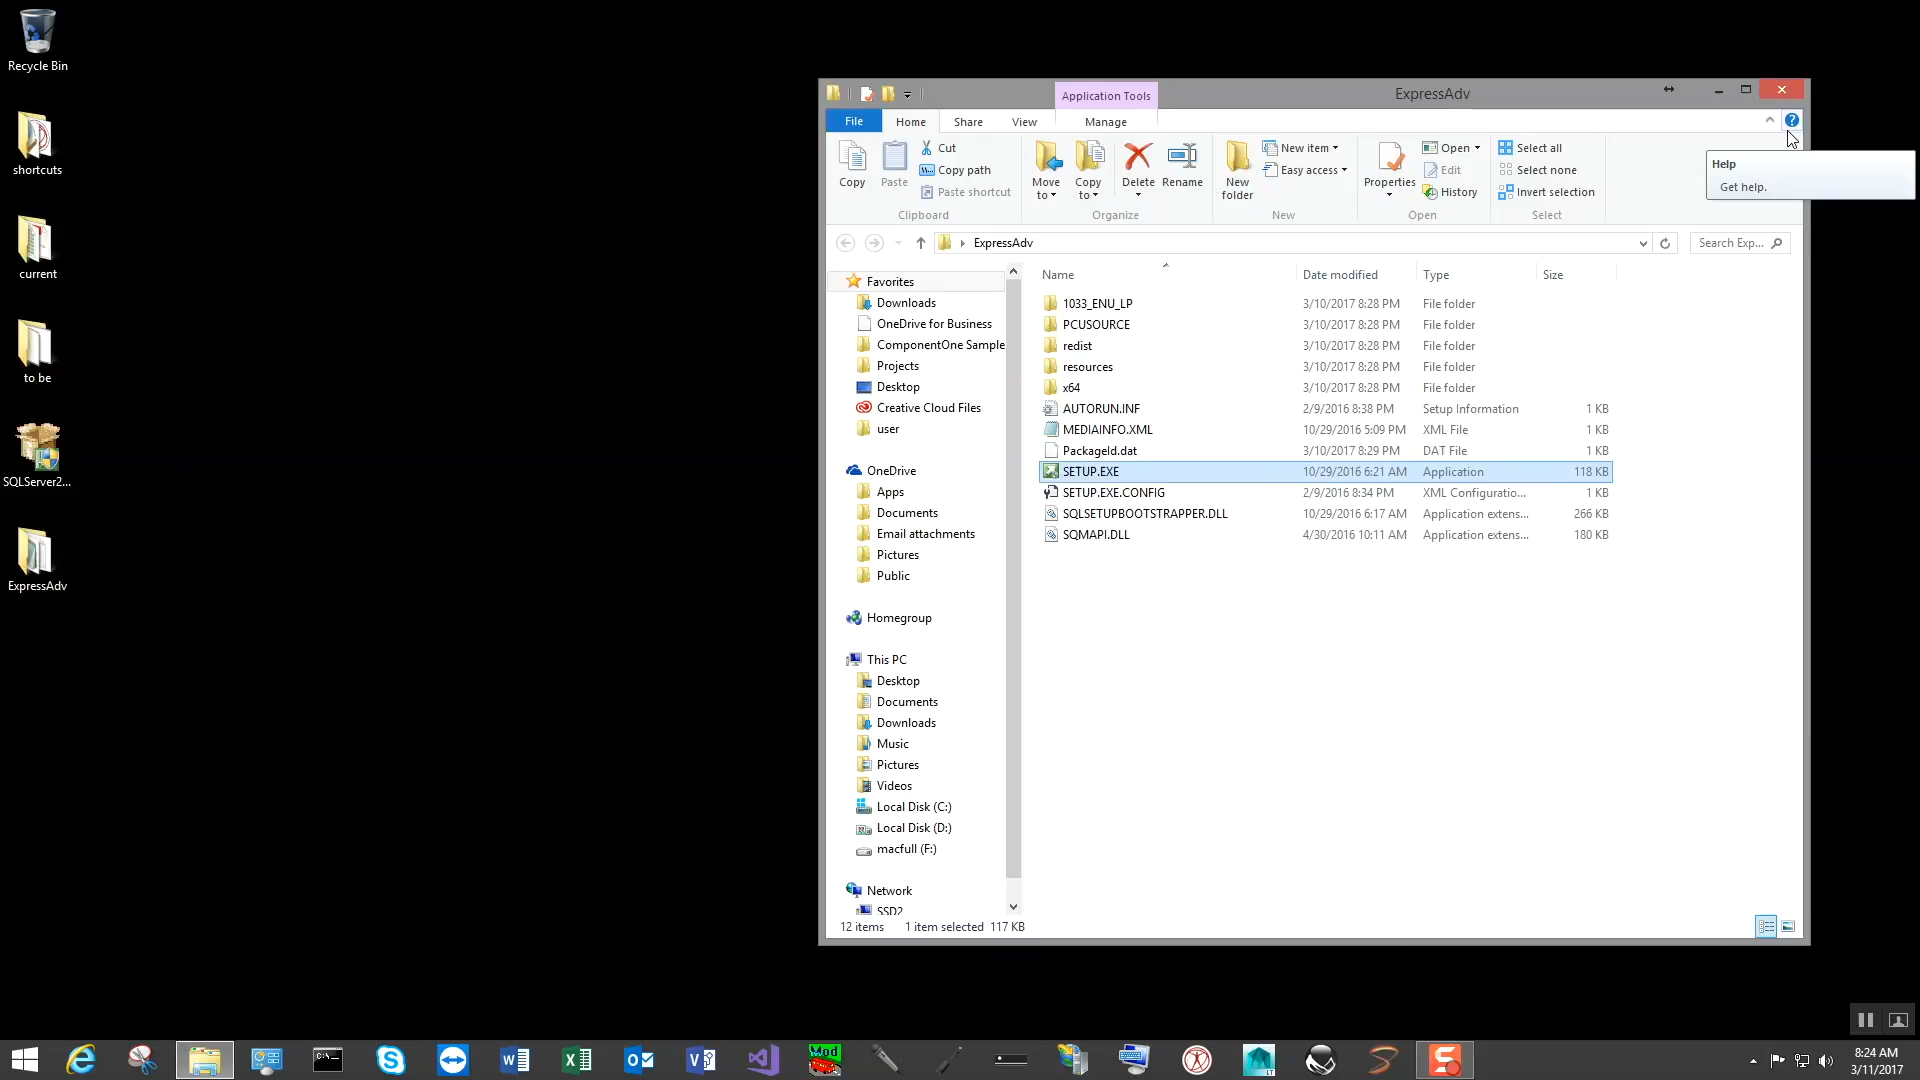 Recycle Bin
shortcuts
current
to be
SQLServer2...
ExpressAdv
Application Tools
ExpressAdv
File Home Share View Manage
Copy
Paste
Cut
Copy path
Paste shortcut
Clipboard
Move to
Copy to
Delete
Rename
Organize
New folder
New item
Easy access
New
Properties
Open
Edit
History
Open
Select all
Select none
Invert selection
Select
Help
Get help.
ExpressAdv
Search Exp...
Favorites
Downloads
OneDrive for Business
ComponentOne Sample
Projects
Desktop
Creative Cloud Files
user
OneDrive
Apps
Documents
Email attachments
Pictures
Public
Homegroup
This PC
Desktop
Documents
Downloads
Music
Pictures
Videos
Local Disk (C:)
Local Disk (D:)
macfull (F:)
Network
SSD2
Name Date modified Type Size
1033_ENU_LP 3/10/2017 8:28 PM File folder
PCUSOURCE 3/10/2017 8:28 PM File folder
redist 3/10/2017 8:28 PM File folder
resources 3/10/2017 8:28 PM File folder
x64 3/10/2017 8:28 PM File folder
AUTORUN.INF 2/9/2016 8:38 PM Setup Information 1 KB
MEDIAINFO.XML 10/29/2016 5:09 PM XML File 1 KB
PackageId.dat 3/10/2017 8:29 PM DAT File 1 KB
SETUP.EXE 10/29/2016 6:21 AM Application 118 KB
SETUP.EXE.CONFIG 2/9/2016 8:34 PM XML Configuratio... 1 KB
SQLSETUPBOOTSTRAPPER.DLL 10/29/2016 6:17 AM Application extens... 266 KB
SQMAPI.DLL 4/30/2016 10:11 AM Application extens... 180 KB
12 items 1 item selected 117 KB
Mod
LT
8:24 AM
3/11/2017